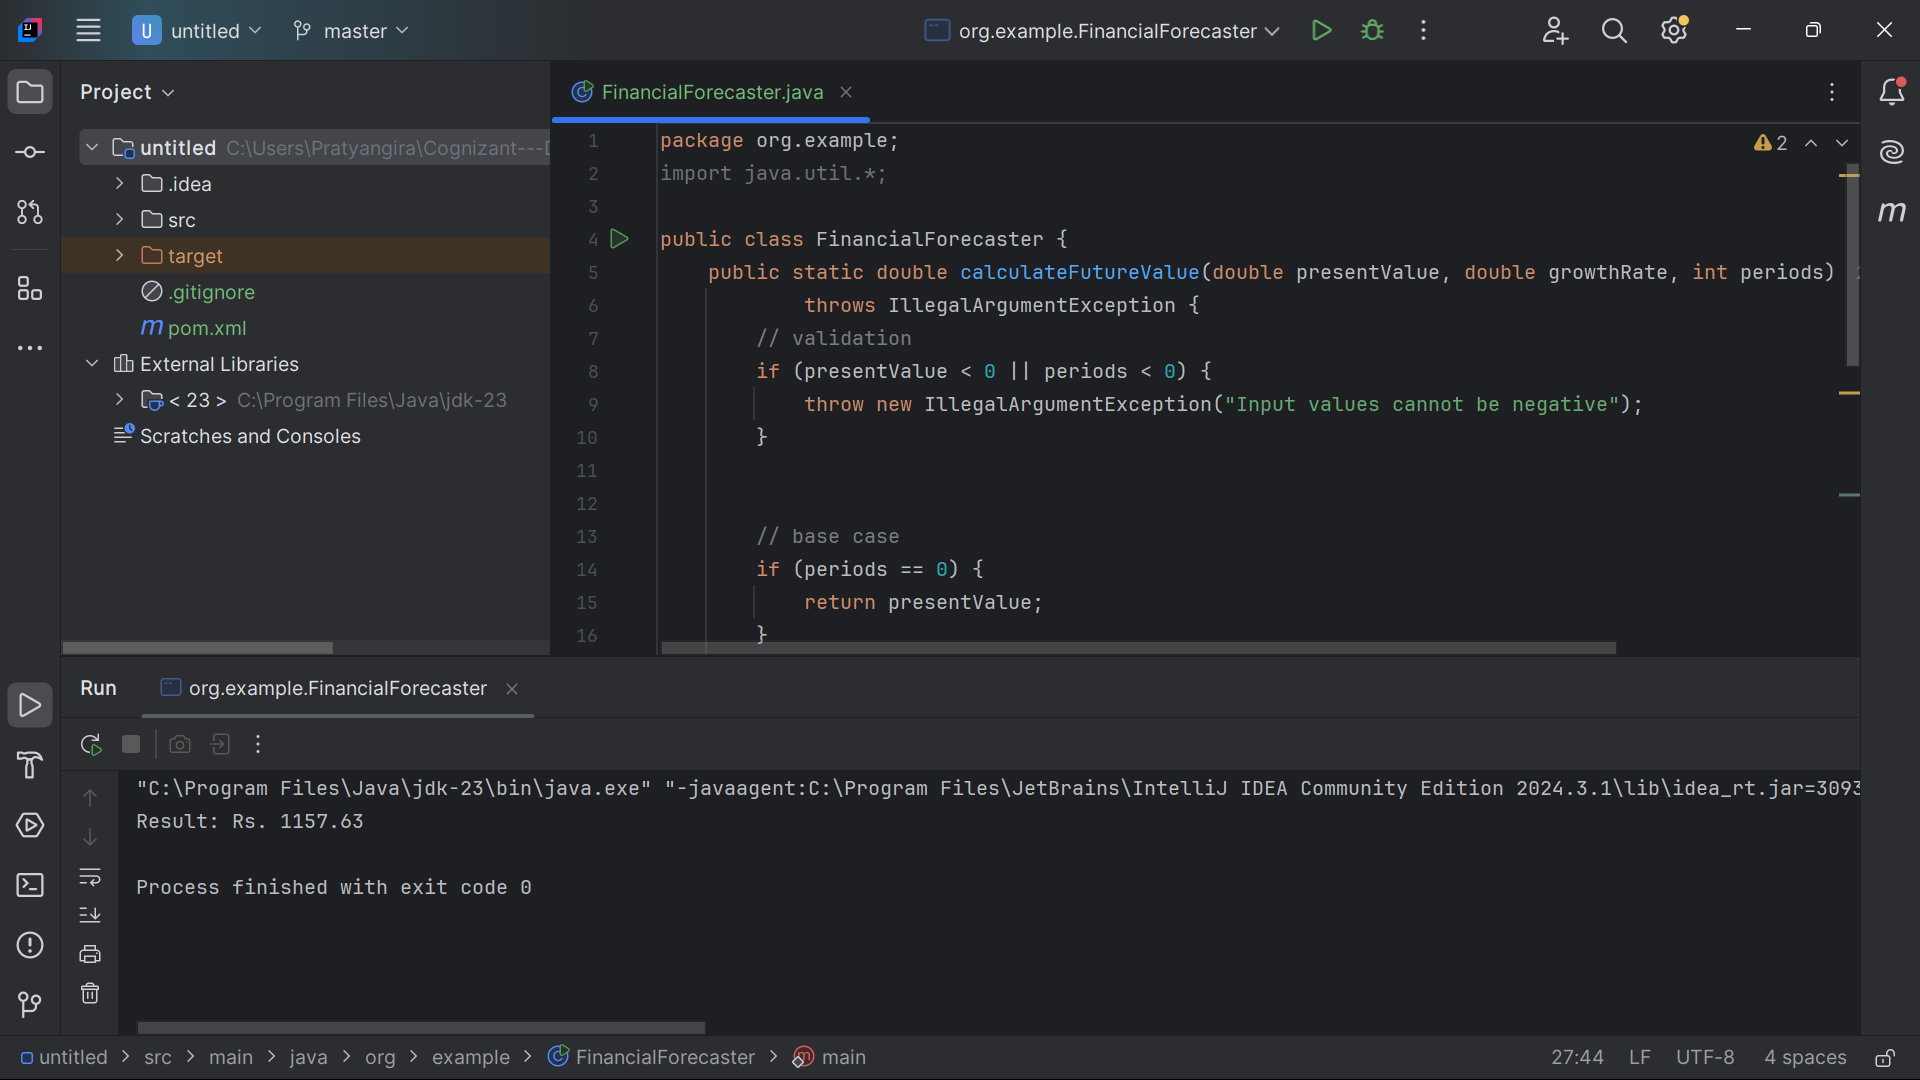 U untitled master org.example.FinancialForecaster
Project
untitled C:\Users\Pratyangira\Cognizant---
.idea
src
target
.gitignore
m pom.xml
External Libraries
< 23 > C:\Program Files\Java\jdk-23
Scratches and Consoles
FinancialForecaster.java
2
1 package org.example;
2 import java.util.*;
3
4 public class FinancialForecaster {
5 public static double calculateFutureValue(double presentValue, double growthRate, int periods)
6 throws IllegalArgumentException {
7 // validation
8 if (presentValue < 0 || periods < 0) {
9 throw new IllegalArgumentException("Input values cannot be negative");
10 }
11
12
13 // base case
14 if (periods == 0) {
15 return presentValue;
16 }
m
Run org.example.FinancialForecaster
"C:\Program Files\Java\jdk-23\bin\java.exe" "-javaagent:C:\Program Files\JetBrains\IntelliJ IDEA Community Edition 2024.3.1\lib\idea_rt.jar=3093
Result: Rs. 1157.63
Process finished with exit code 0
untitled > src > main > java > org > example > FinancialForecaster > m main
27:44 LF UTF-8 4 spaces